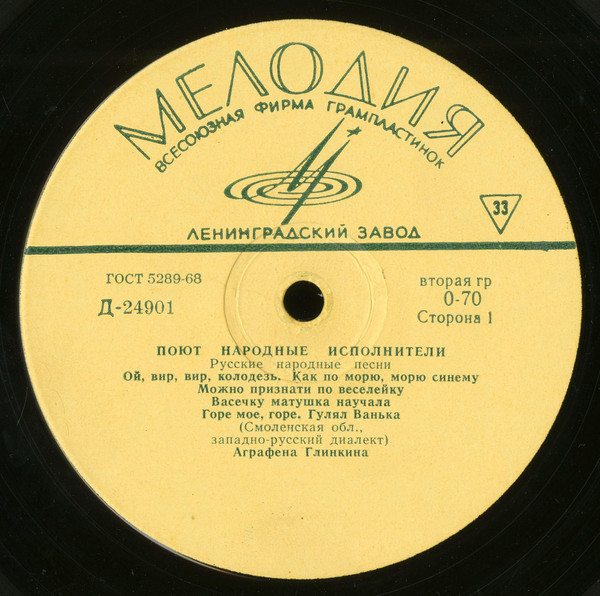 МЕЛОДИЯ
ВСЕСОЮЗНАЯ ФИРМА ГРАМПЛАСТИНОК
33
ЛЕНИНГРАДСКИЙ ЗАВОД
ГОСТ 5289-68
вторая гр
Д-24901
0-70
Сторона 1
ПОЮТ НАРОДНЫЕ ИСПОЛНИТЕЛИ
Русские народные песни
Ой, вир, вир, колодезь. Как по морю, морю синему
Можно признати по веселейку
Васечку матушка научала
Горе мое, горе. Гулял Ванька
(Смоленская обл.,
западно-русский диалект)
Аграфена Глинкина